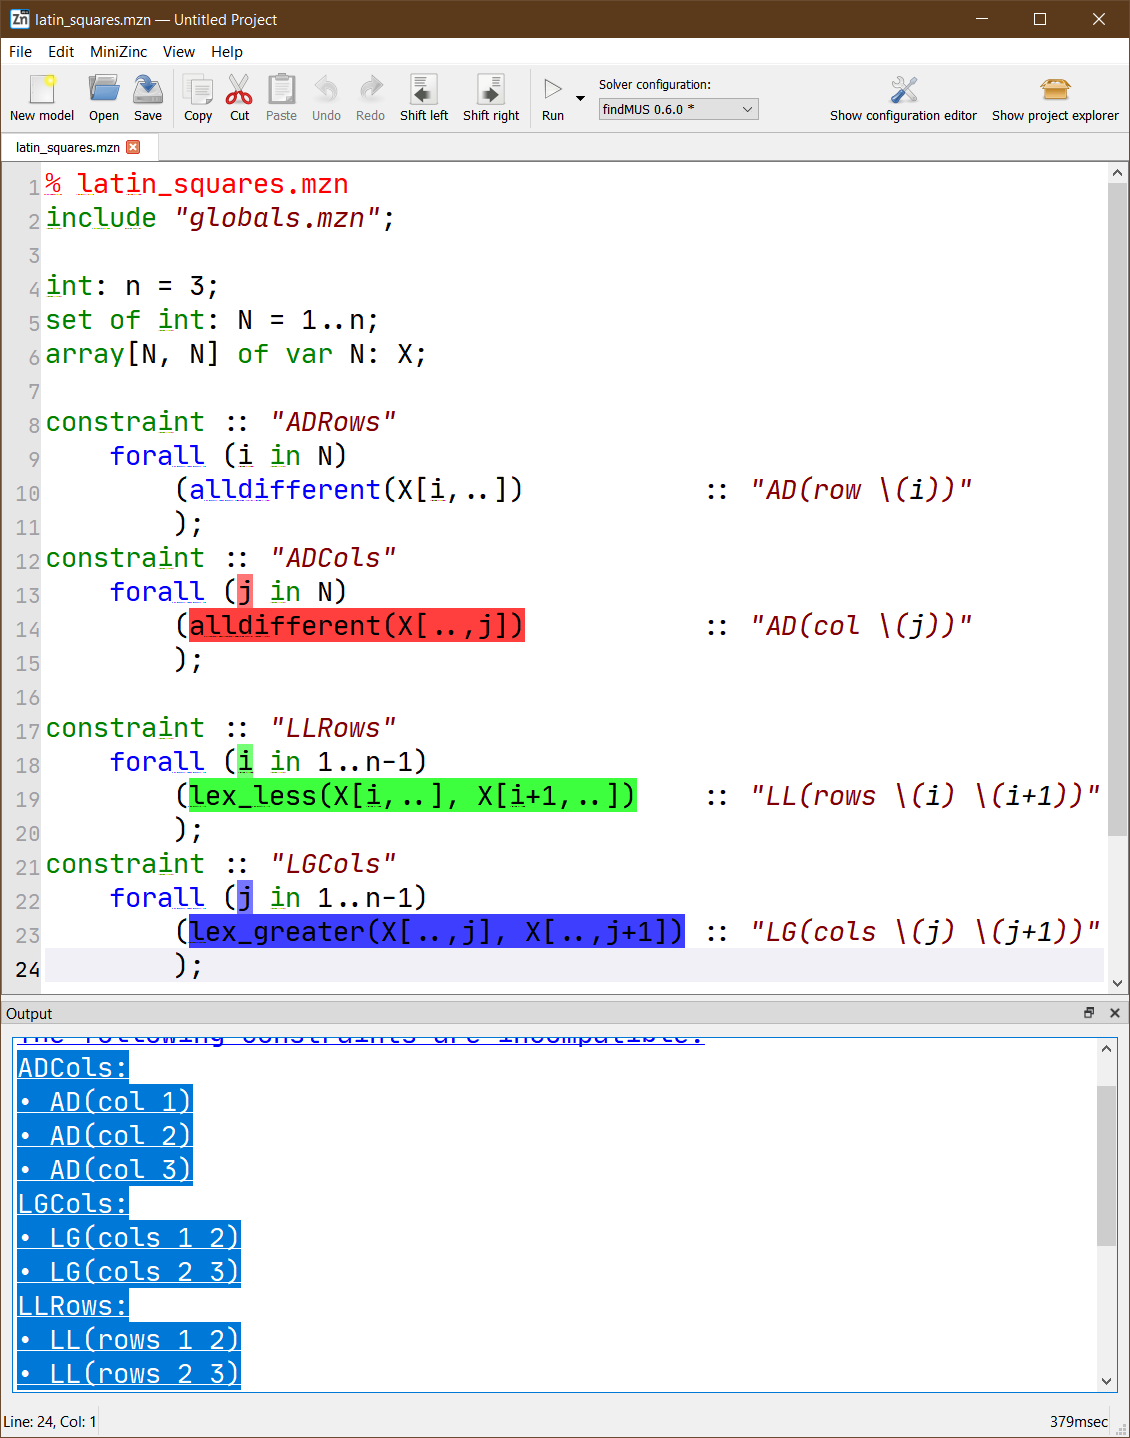 Zn latin_squares.mzn — Untitled Project
File Edit MiniZinc View Help
New model Open Save Copy Cut Paste Undo Redo Shift left Shift right Run Solver configuration: findMUS 0.6.0 * Show configuration editor Show project explorer
latin_squares.mzn
1 % latin_squares.mzn
2 include "globals.mzn";
3
4 int: n = 3;
5 set of int: N = 1..n;
6 array[N, N] of var N: X;
7
8 constraint :: "ADRows"
9 forall (i in N)
10 (alldifferent(X[i,..]) :: "AD(row \(i))"
11 );
12 constraint :: "ADCols"
13 forall (j in N)
14 (alldifferent(X[..,j]) :: "AD(col \(j))"
15 );
16
17 constraint :: "LLRows"
18 forall (i in 1..n-1)
19 (lex_less(X[i,..], X[i+1,..]) :: "LL(rows \(i) \(i+1))"
20 );
21 constraint :: "LGCols"
22 forall (j in 1..n-1)
23 (lex_greater(X[..,j], X[..,j+1]) :: "LG(cols \(j) \(j+1))"
24 );
Output
The following constraints are incompatible:
ADCols:
• AD(col 1)
• AD(col 2)
• AD(col 3)
LGCols:
• LG(cols 1 2)
• LG(cols 2 3)
LLRows:
• LL(rows 1 2)
• LL(rows 2 3)
Line: 24, Col: 1 379msec